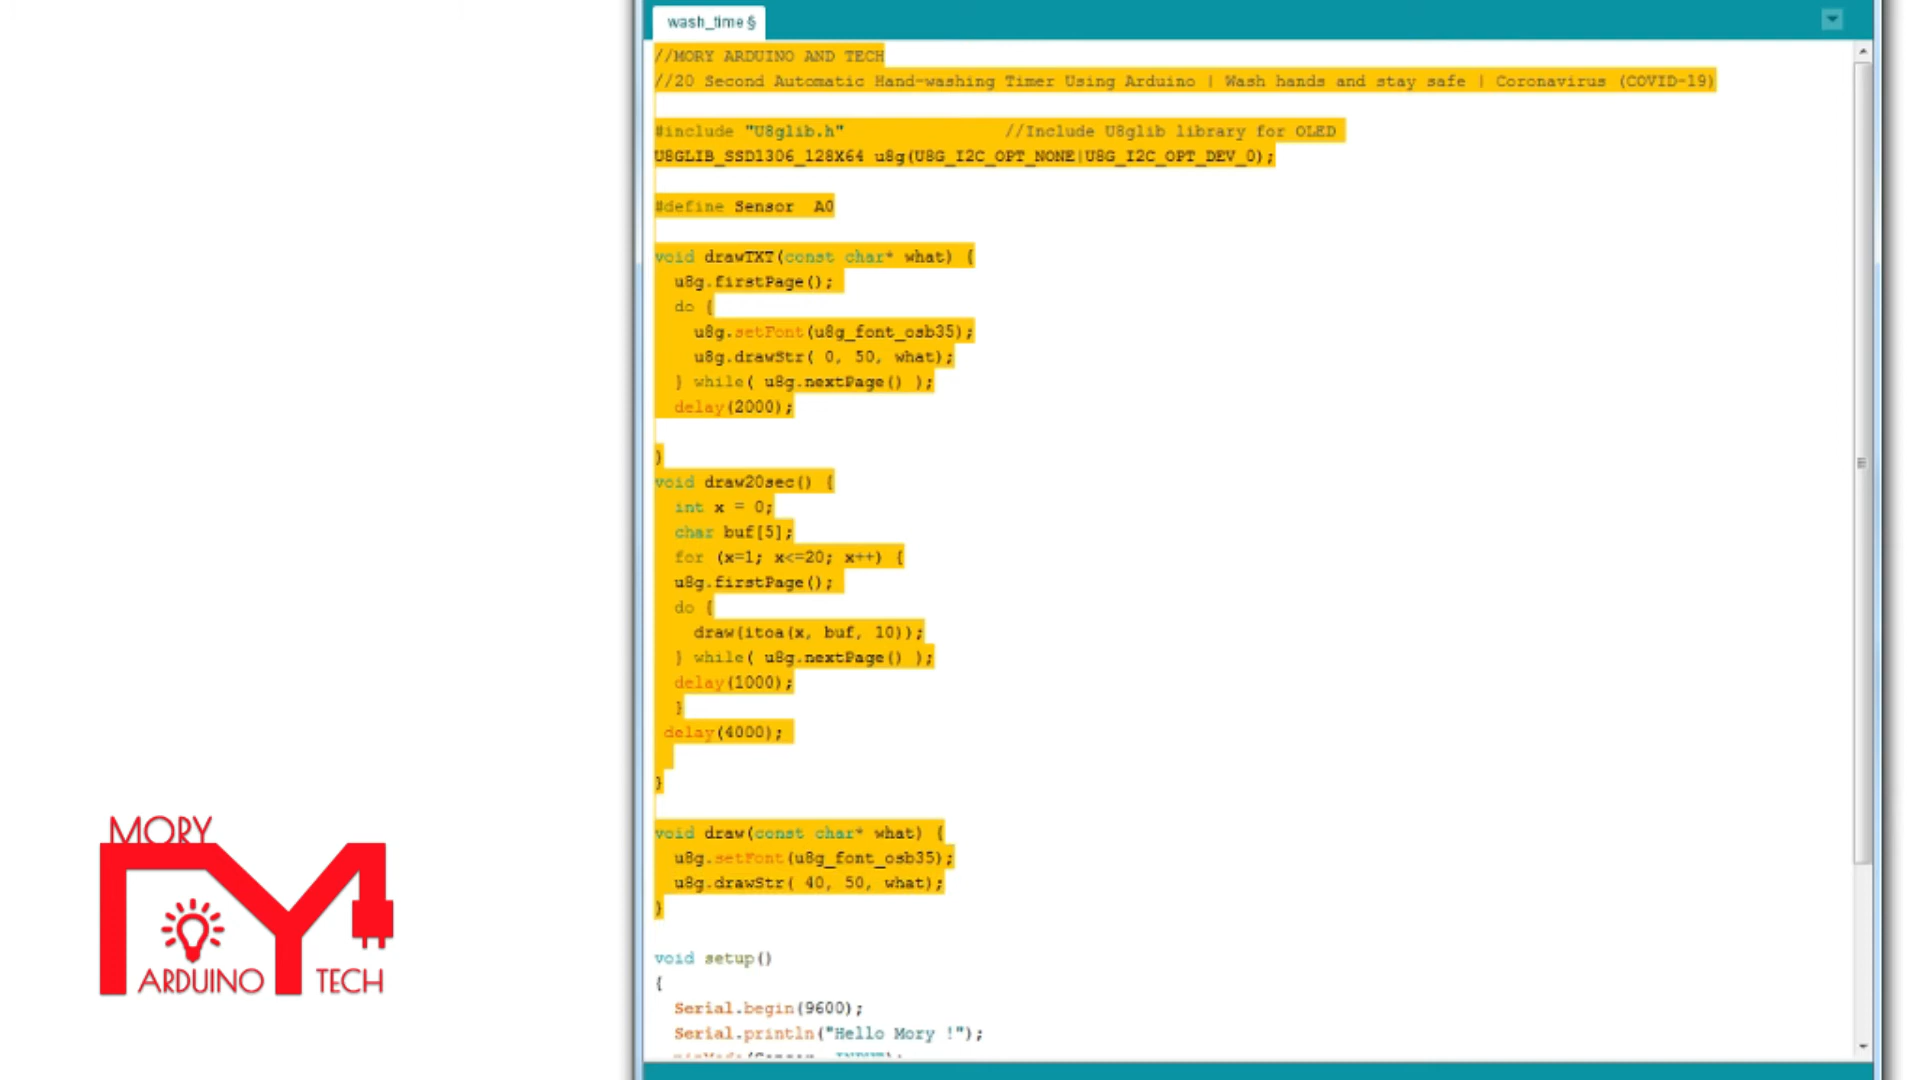 wash_time §
//MORY ARDUINO AND TECH
//20 Second Automatic Hand-washing Timer Using Arduino | Wash hands and stay safe | Coronavirus (COVID-19)
#include "U8glib.h" //Include U8glib library for OLED
U8GLIB_SSD1306_128X64 u8g(U8G_I2C_OPT_NONE|U8G_I2C_OPT_DEV_0);
#define Sensor A0
void drawTXT(const char* what) {
u8g.firstPage();
do {
u8g.setFont(u8g_font_osb35);
u8g.drawStr( 0, 50, what);
} while( u8g.nextPage() );
delay(2000);
}
void draw20sec() {
int x = 0;
char buf[5];
for (x=1; x<=20; x++) {
u8g.firstPage();
do {
draw(itoa(x, buf, 10));
} while( u8g.nextPage() );
delay(1000);
}
delay(4000);
}
void draw(const char* what) {
u8g.setFont(u8g_font_osb35);
u8g.drawStr( 40, 50, what);
}
void setup()
{
Serial.begin(9600);
Serial.println("Hello Mory !");
MORY
ARDUINO TECH